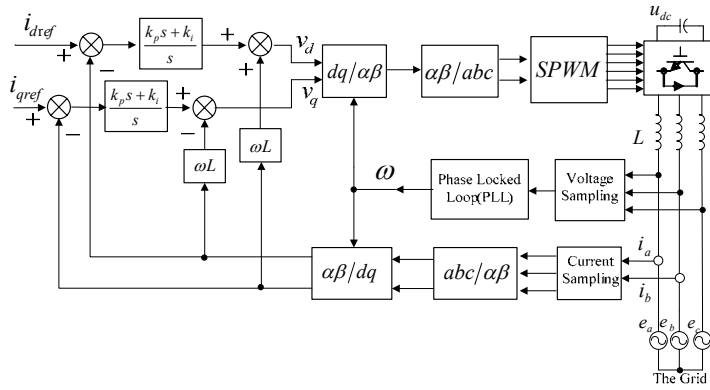 i_dref
+
−
k_p s + k_i
s
+
+
v_d
i_qref
+
−
k_p s + k_i
s
+
−
v_q
ωL
ωL
dq/αβ
αβ/abc
SPWM
u_dc
L
ω
Phase Locked
Loop(PLL)
Voltage
Sampling
αβ/dq
abc/αβ
Current
Sampling
i_a
i_b
e_a e_b e_c
The Grid